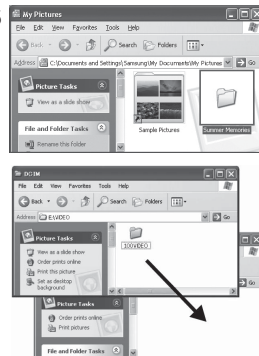 My Pictures
File Edit View Favorites Tools Help
Back Search Folders
Address C:\Documents and Settings\Samsung\My Documents\My Pictures Go
Picture Tasks
View as a slide show
File and Folder Tasks
Rename this folder
Sample Pictures
Summer Memories
DCIM
File Edit View Favorites Tools Help
Back Search Folders
Address E:\VIDEO Go
Picture Tasks
View as a slide show
Order prints online
Print this picture
Set as desktop
background
100VIDEO
Go
Picture Tasks
Order prints online
Print pictures
File and Folder Tasks